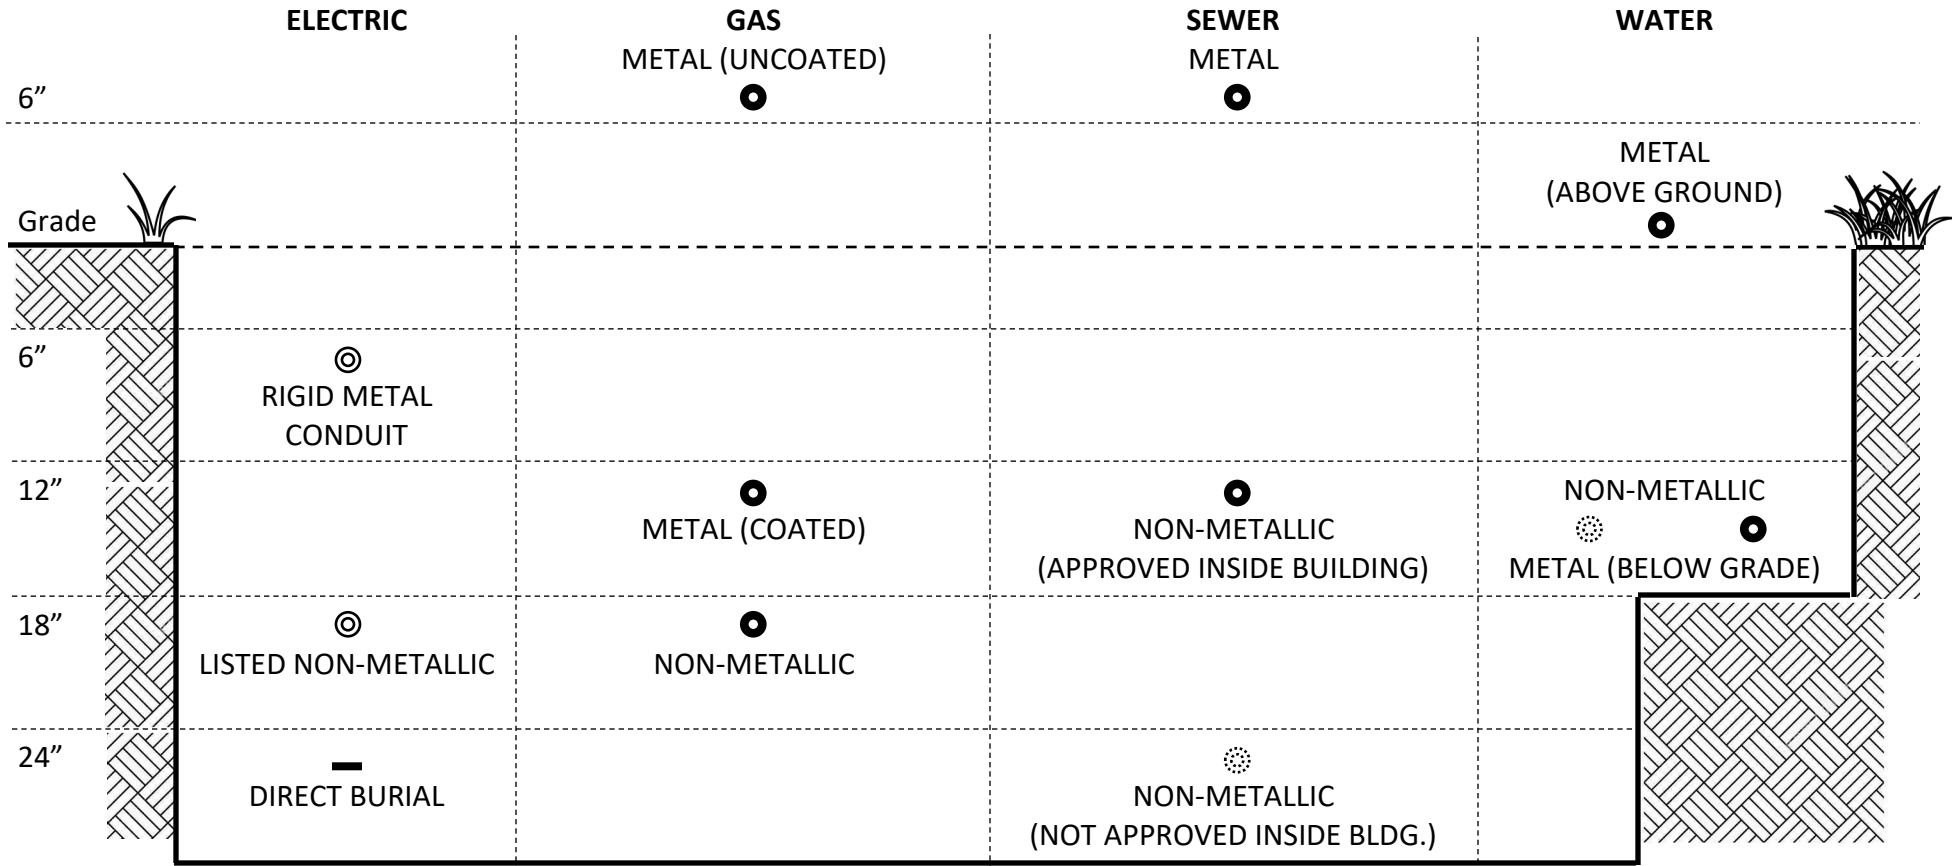 ELECTRIC GAS SEWER WATER
METAL (UNCOATED) METAL
6”
METAL
(ABOVE GROUND)
Grade
6”
RIGID METAL
CONDUIT
12” NON-METALLIC
METAL (COATED) NON-METALLIC
(APPROVED INSIDE BUILDING) METAL (BELOW GRADE)
18”
LISTED NON-METALLIC NON-METALLIC
24”
DIRECT BURIAL NON-METALLIC
(NOT APPROVED INSIDE BLDG.)